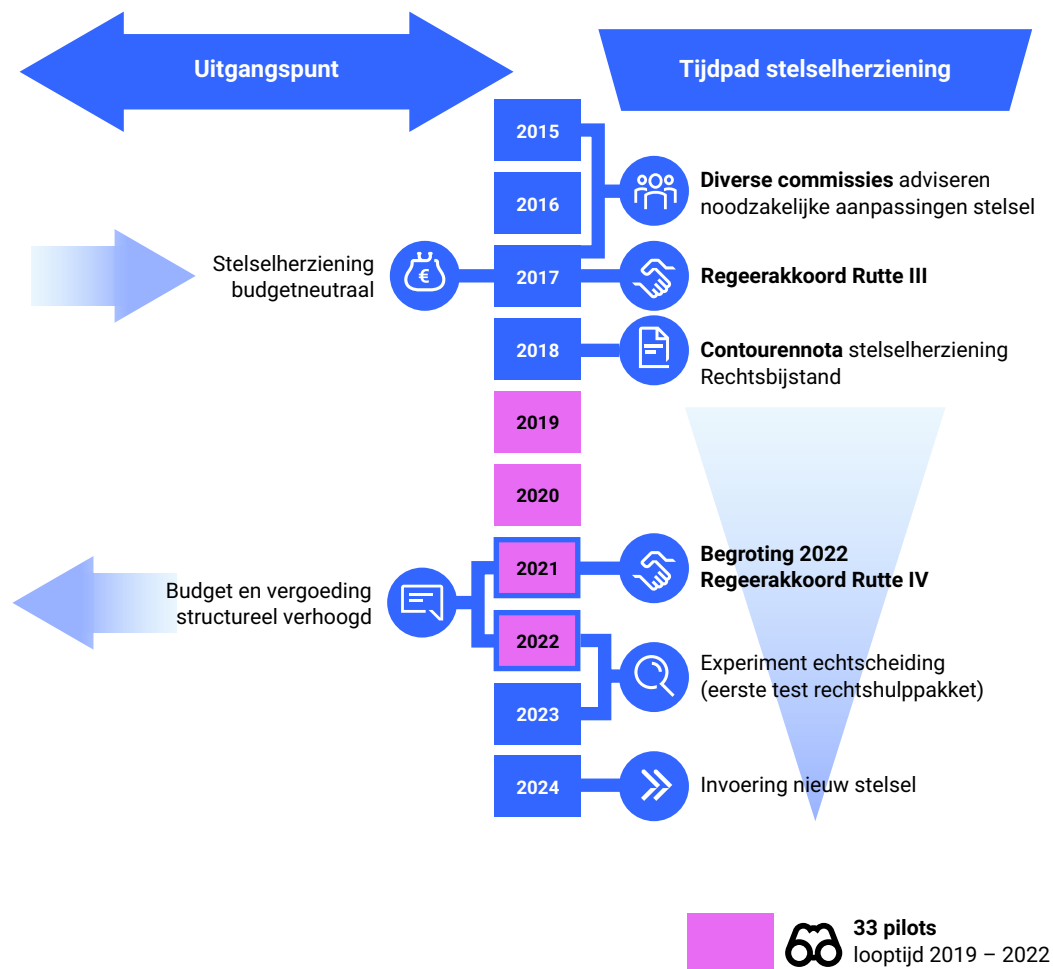 Uitgangspunt
Tijdpad stelselherziening
2015
Diverse commissies adviseren
noodzakelijke aanpassingen stelsel
2016
Stelselherziening
budgetneutraal
€
2017
Regeerakkoord Rutte III
2018
Contourennota stelselherziening
Rechtsbijstand
2019
2020
2021
Begroting 2022
Regeerakkoord Rutte IV
Budget en vergoeding
structureel verhoogd
2022
Experiment echtscheiding
(eerste test rechtshulppakket)
2023
2024
Invoering nieuw stelsel
33 pilots
looptijd 2019 – 2022